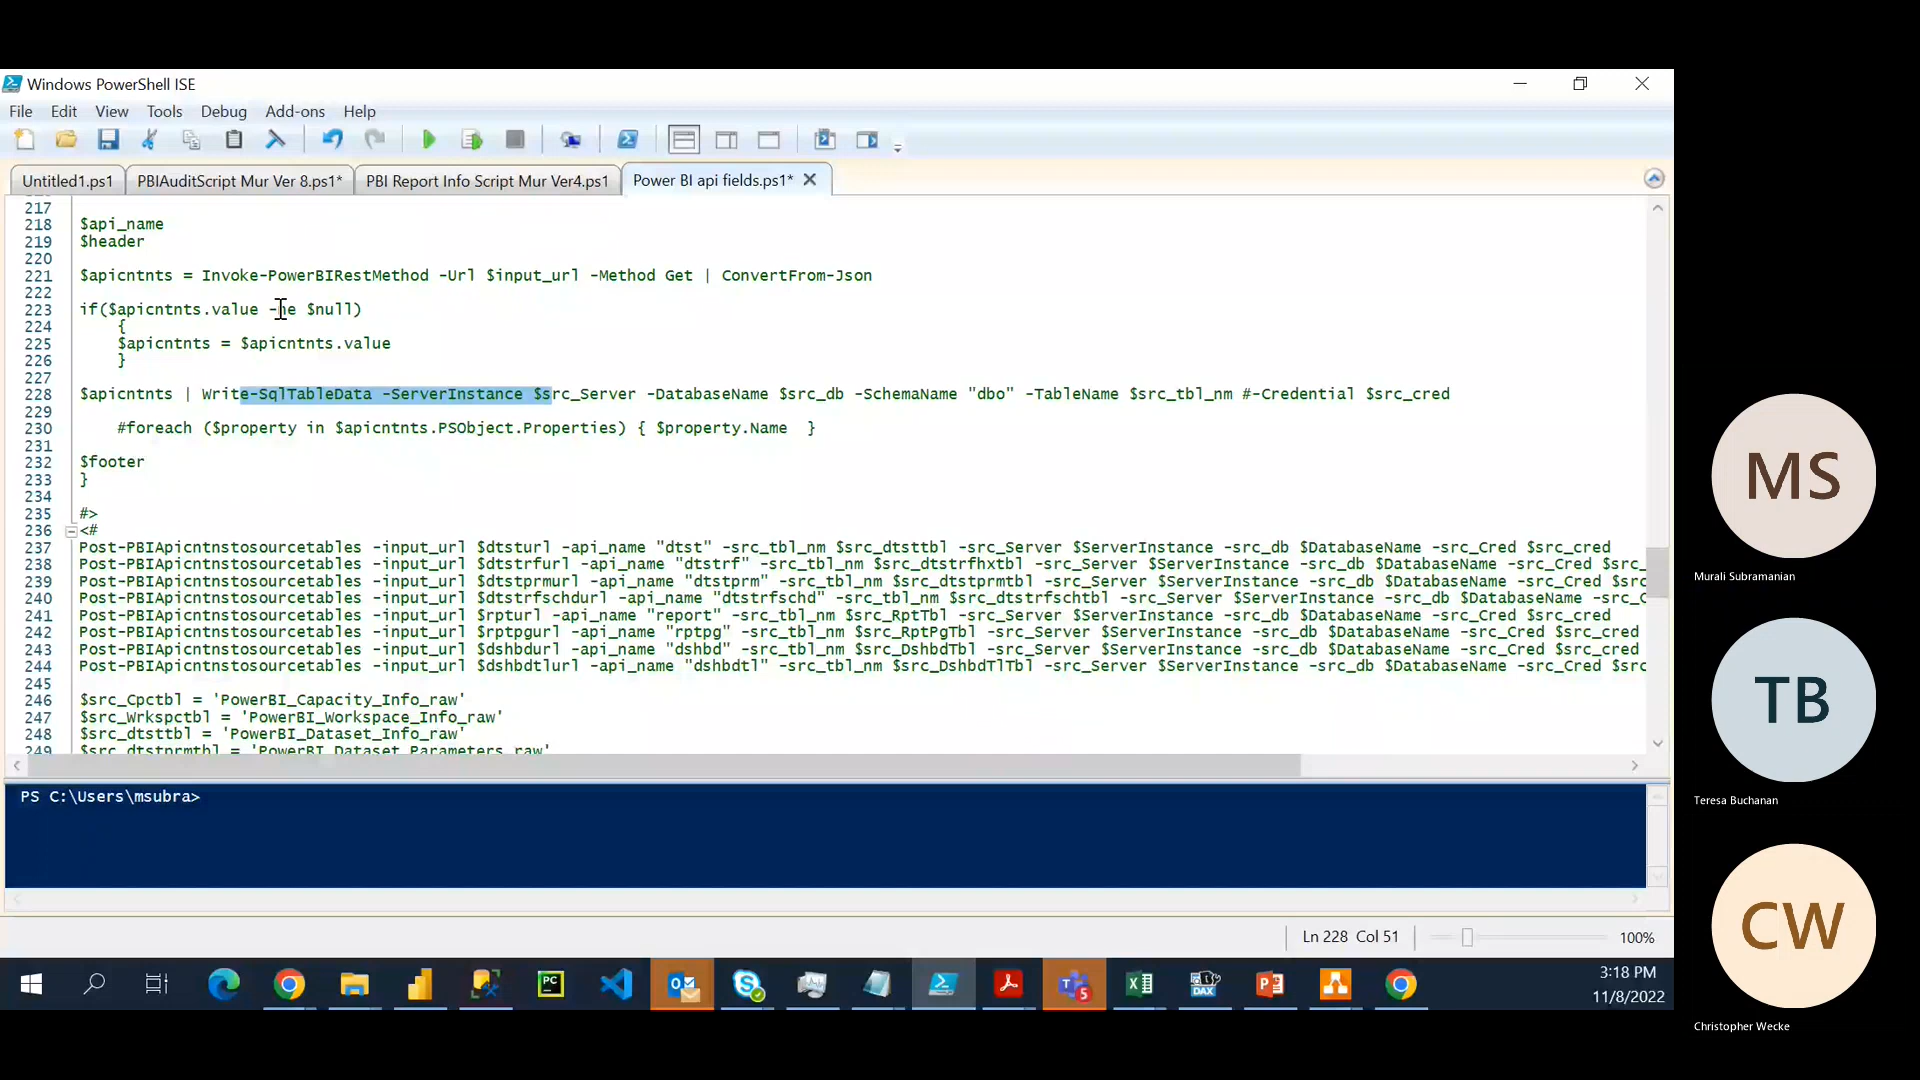 Windows PowerShell ISE
File Edit View Tools Debug Add-ons Help
Untitled1.ps1 PBIAuditScript Mur Ver 8.ps1* PBI Report Info Script Mur Ver4.ps1 Power BI api fields.ps1*
217
218 $api_name
219 $header
220
221 $apicntnts = Invoke-PowerBIRestMethod -Url $input_url -Method Get | ConvertFrom-Json
222
223 if($apicntnts.value -ne $null)
224 {
225 $apicntnts = $apicntnts.value
226 }
227
228 $apicntnts | Write-SqlTableData -ServerInstance $src_Server -DatabaseName $src_db -SchemaName "dbo" -TableName $src_tbl_nm #-Credential $src_cred
229
230 #foreach ($property in $apicntnts.PSObject.Properties) { $property.Name }
231
232 $footer
233 }
234
235 #>
236 <#
237 Post-PBIApicntnstosourcetables -input_url $dtsturl -api_name "dtst" -src_tbl_nm $src_dtsttbl -src_Server $ServerInstance -src_db $DatabaseName -src_Cred $src_cred
238 Post-PBIApicntnstosourcetables -input_url $dtstrfurl -api_name "dtstrf" -src_tbl_nm $src_dtstrfhxtbl -src_Server $ServerInstance -src_db $DatabaseName -src_Cred $src_
239 Post-PBIApicntnstosourcetables -input_url $dtstprmurl -api_name "dtstprm" -src_tbl_nm $src_dtstprmtbl -src_Server $ServerInstance -src_db $DatabaseName -src_Cred $src
240 Post-PBIApicntnstosourcetables -input_url $dtstrfschdurl -api_name "dtstrfschd" -src_tbl_nm $src_dtstrfschtbl -src_Server $ServerInstance -src_db $DatabaseName -src_C
241 Post-PBIApicntnstosourcetables -input_url $rpturl -api_name "report" -src_tbl_nm $src_RptTbl -src_Server $ServerInstance -src_db $DatabaseName -src_Cred $src_cred
242 Post-PBIApicntnstosourcetables -input_url $rptpgurl -api_name "rptpg" -src_tbl_nm $src_RptPgTbl -src_Server $ServerInstance -src_db $DatabaseName -src_Cred $src_cred
243 Post-PBIApicntnstosourcetables -input_url $dshbdurl -api_name "dshbd" -src_tbl_nm $src_DshbdTbl -src_Server $ServerInstance -src_db $DatabaseName -src_Cred $src_cred
244 Post-PBIApicntnstosourcetables -input_url $dshbdtlurl -api_name "dshbdtl" -src_tbl_nm $src_DshbdTlTbl -src_Server $ServerInstance -src_db $DatabaseName -src_Cred $src
245
246 $src_Cpctbl = 'PowerBI_Capacity_Info_raw'
247 $src_Wrkspctbl = 'PowerBI_Workspace_Info_raw'
248 $src_dtsttbl = 'PowerBI_Dataset_Info_raw'
249 $src_dtstprmtbl = 'PowerBI_Dataset_Parameters_raw'
PS C:\Users\msubra>
Ln 228 Col 51 100%
3:18 PM
11/8/2022
MS
Murali Subramanian
TB
Teresa Buchanan
CW
Christopher Wecke